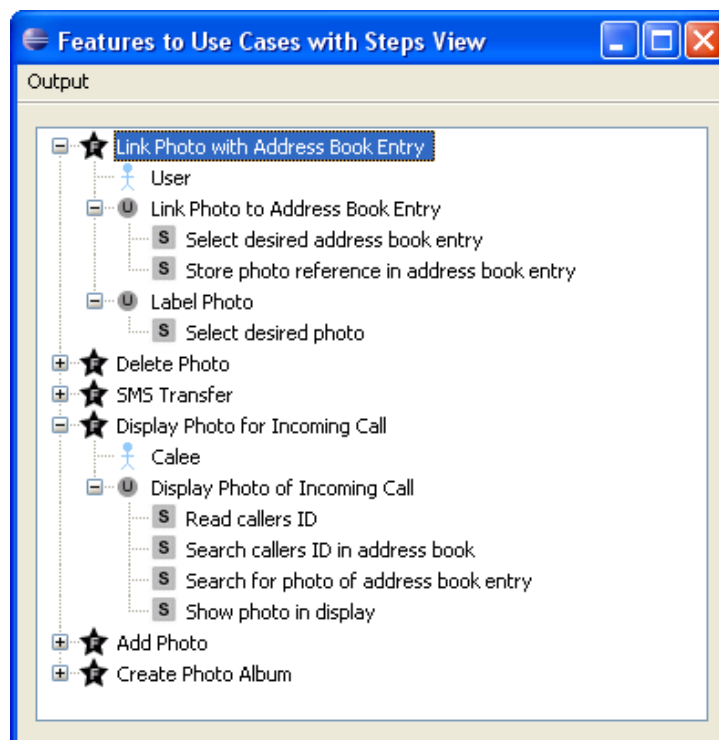 Features to Use Cases with Steps View
Output
F Link Photo with Address Book Entry
User
U Link Photo to Address Book Entry
S Select desired address book entry
S Store photo reference in address book entry
U Label Photo
S Select desired photo
F Delete Photo
F SMS Transfer
F Display Photo for Incoming Call
Calee
U Display Photo of Incoming Call
S Read callers ID
S Search callers ID in address book
S Search for photo of address book entry
S Show photo in display
F Add Photo
F Create Photo Album